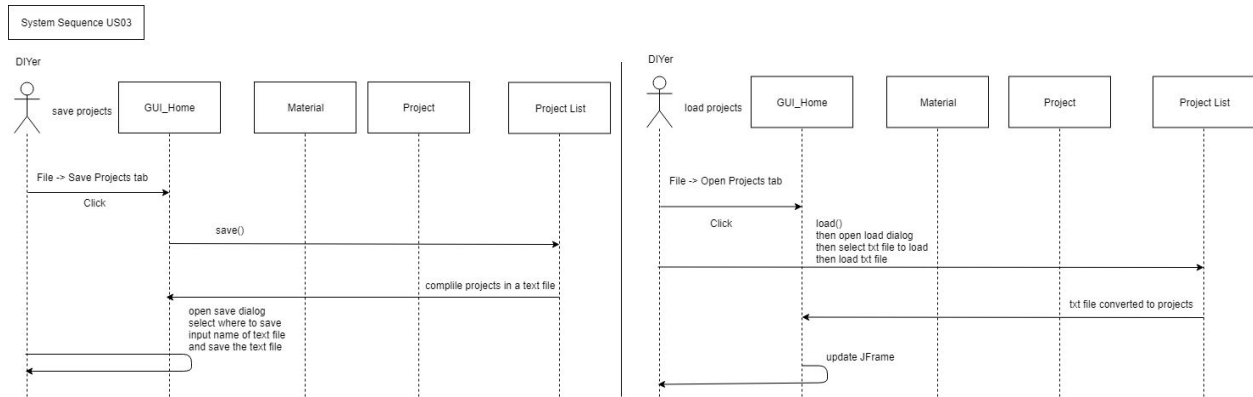 System Sequence US03
DIYer
save projects
GUI_Home
Material
Project
Project List
File -> Save Projects tab
Click
save()
complile projects in a text file
open save dialog
select where to save
input name of text file
and save the text file
DIYer
load projects
GUI_Home
Material
Project
Project List
File -> Open Projects tab
Click
load()
then open load dialog
then select txt file to load
then load txt file
txt file converted to projects
update JFrame